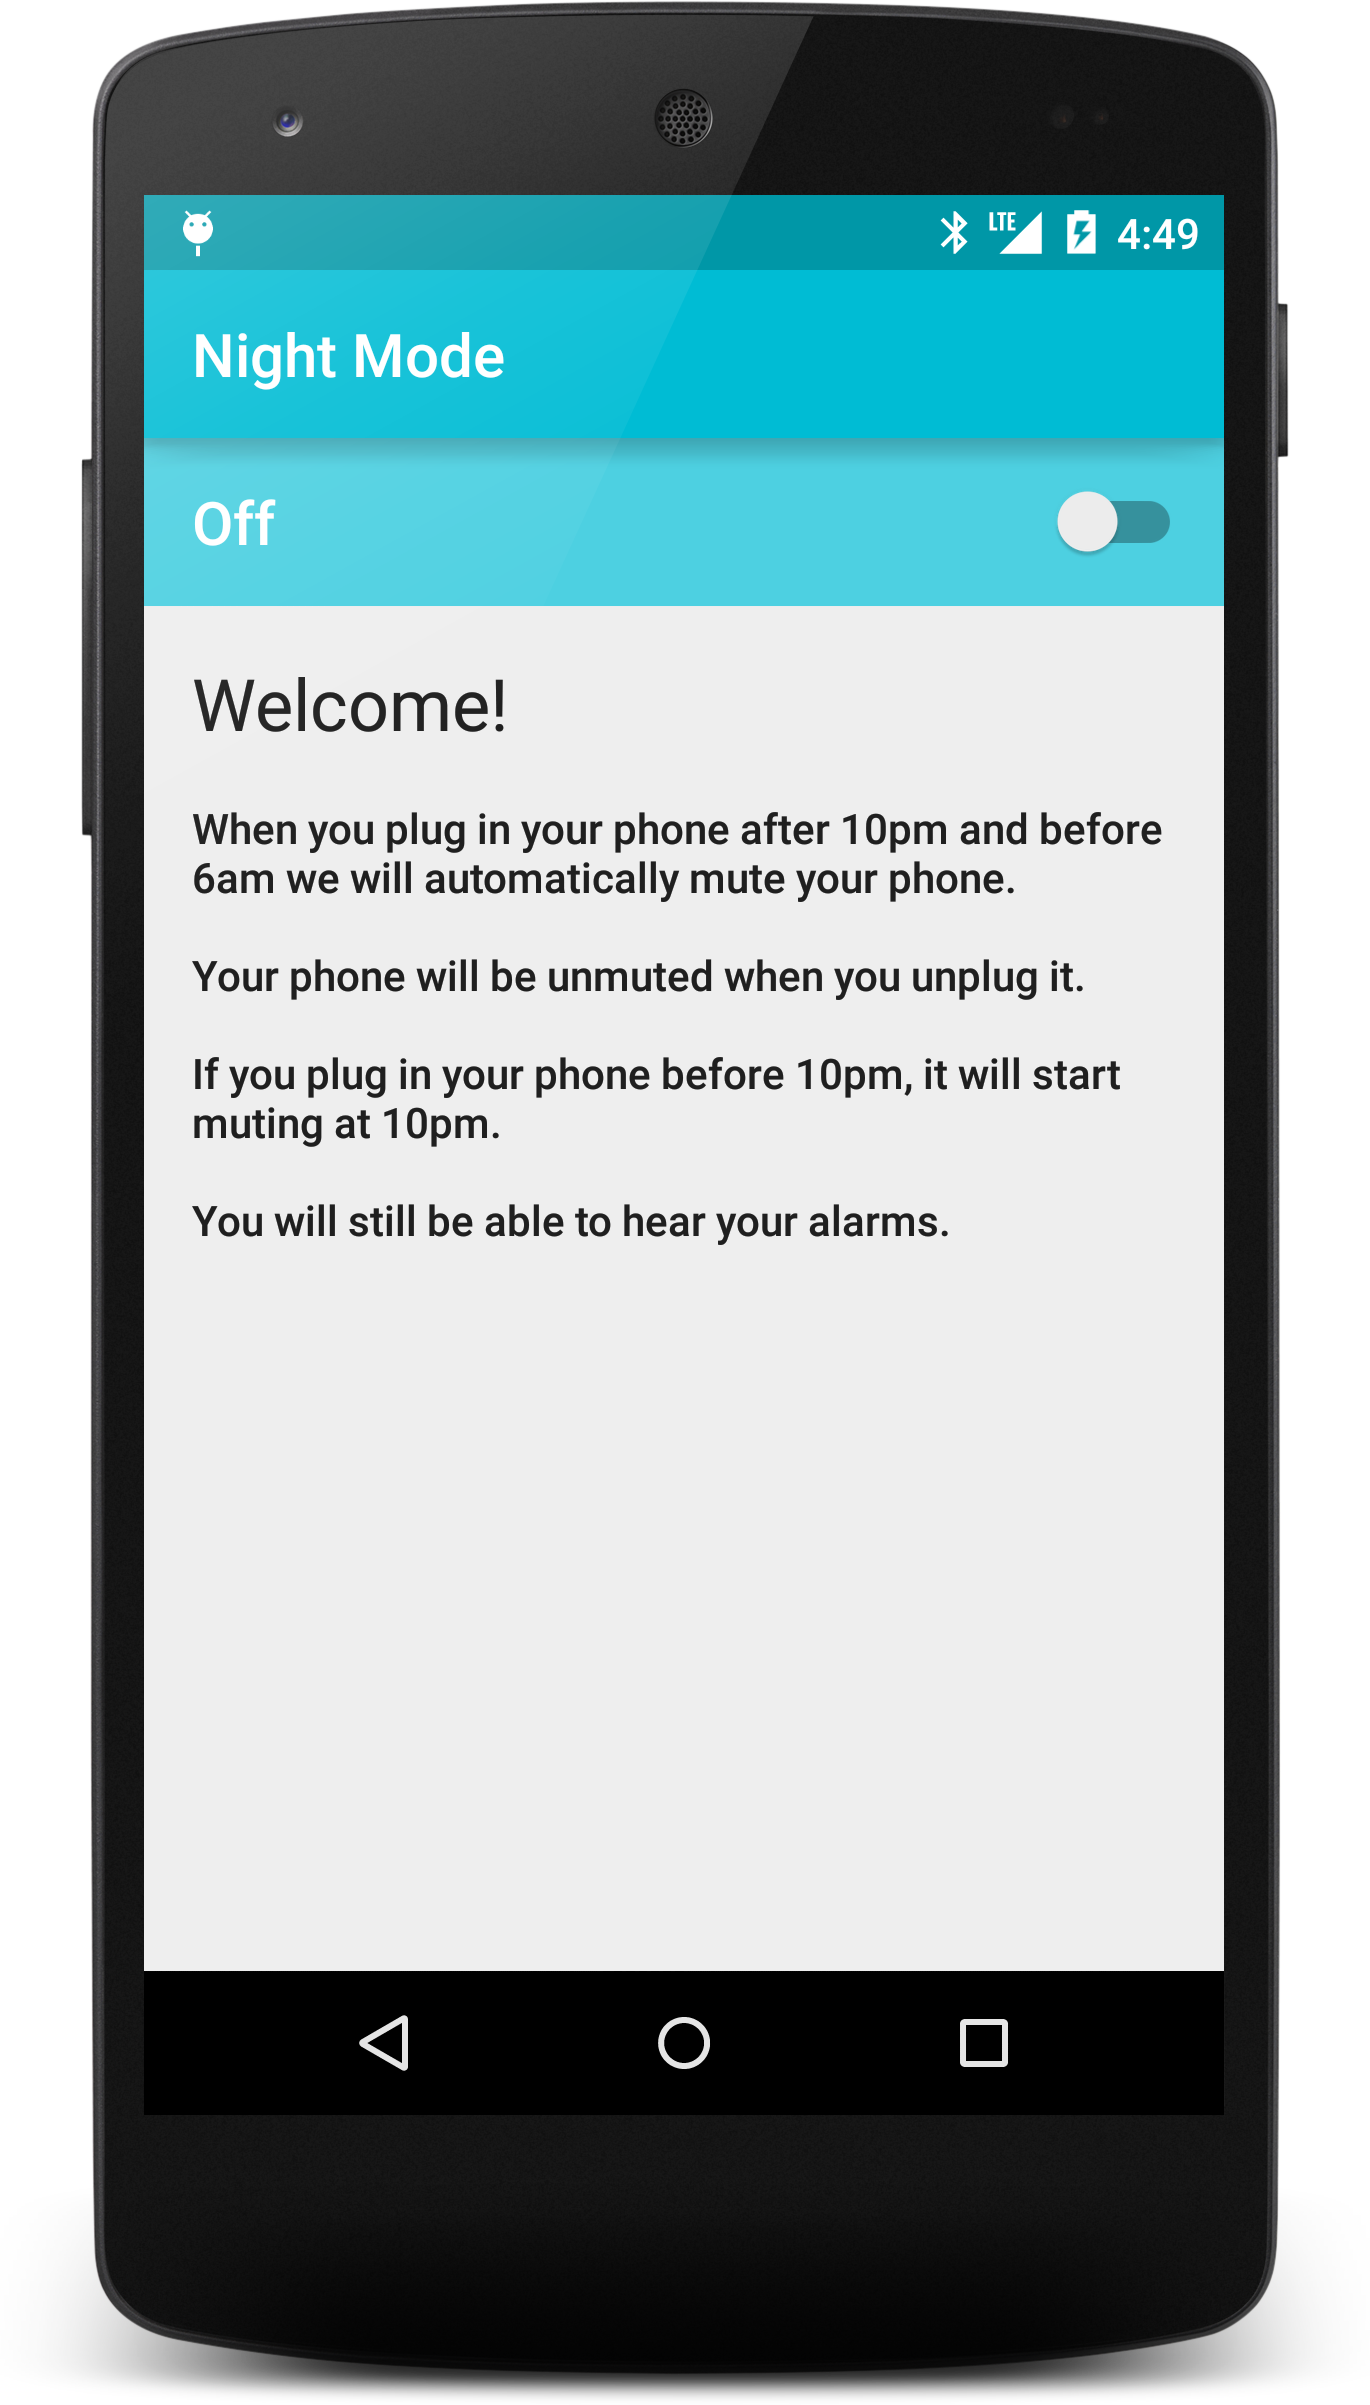 LTE 4:49
Night Mode
Off
Welcome!
When you plug in your phone after 10pm and before
6am we will automatically mute your phone.
Your phone will be unmuted when you unplug it.
If you plug in your phone before 10pm, it will start
muting at 10pm.
You will still be able to hear your alarms.